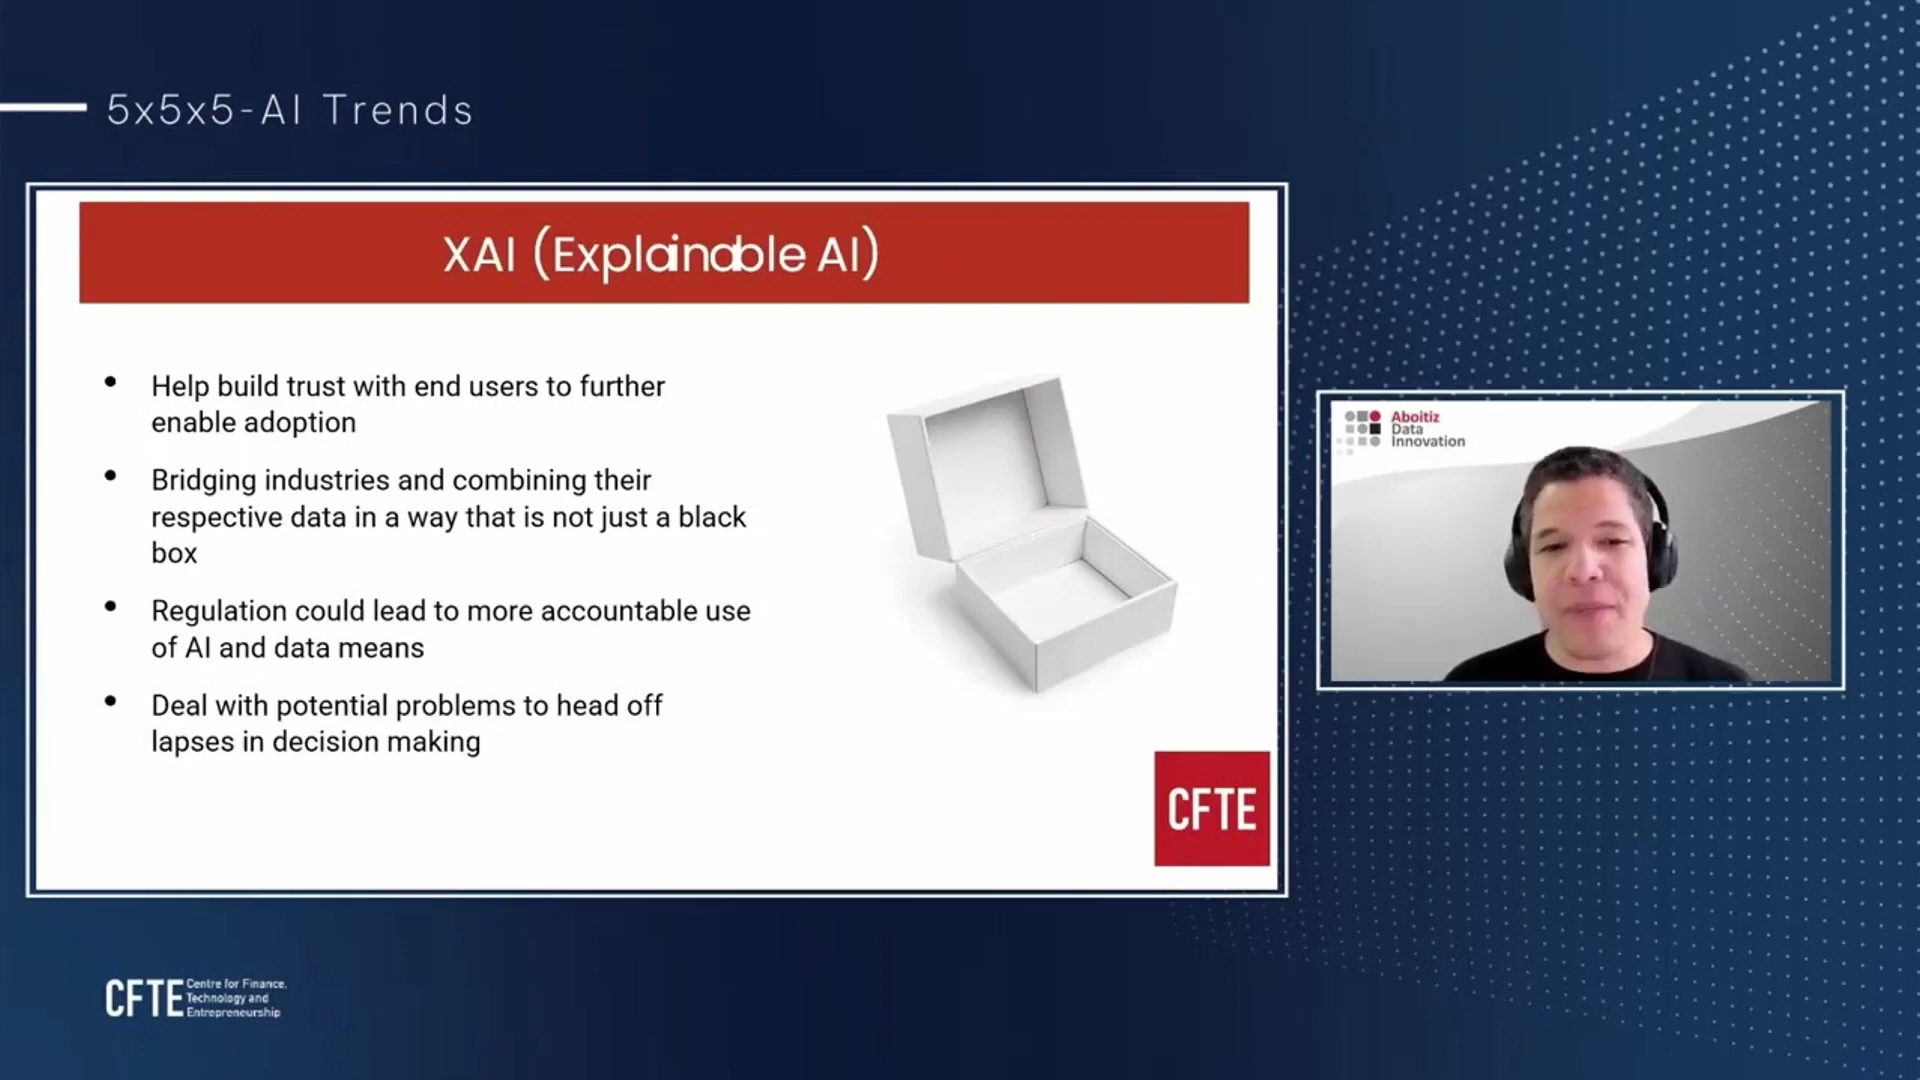 5x5x5-AI Trends
XAI (Explainable AI)
• Help build trust with end users to further
enable adoption
• Bridging industries and combining their
respective data in a way that is not just a black
box
• Regulation could lead to more accountable use
of AI and data means
• Deal with potential problems to head off
lapses in decision making
CFTE
Aboitiz
Data
Innovation
CFTE
Centre for Finance,
Technology and
Entrepreneurship